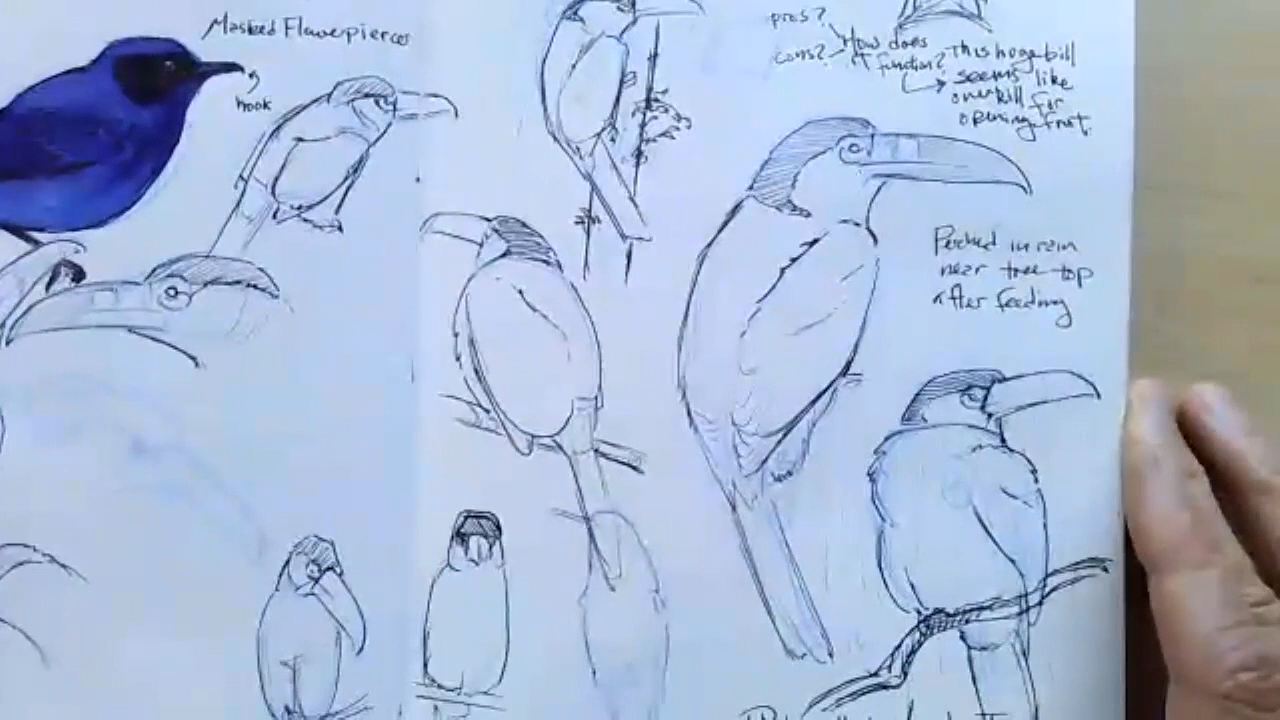 Masked Flowerpiercer
hook
pros?
cons?
How does
it function?
this huge bill
seems like
overkill for
opening fruit.
Perched in rain
near tree top
after feeding